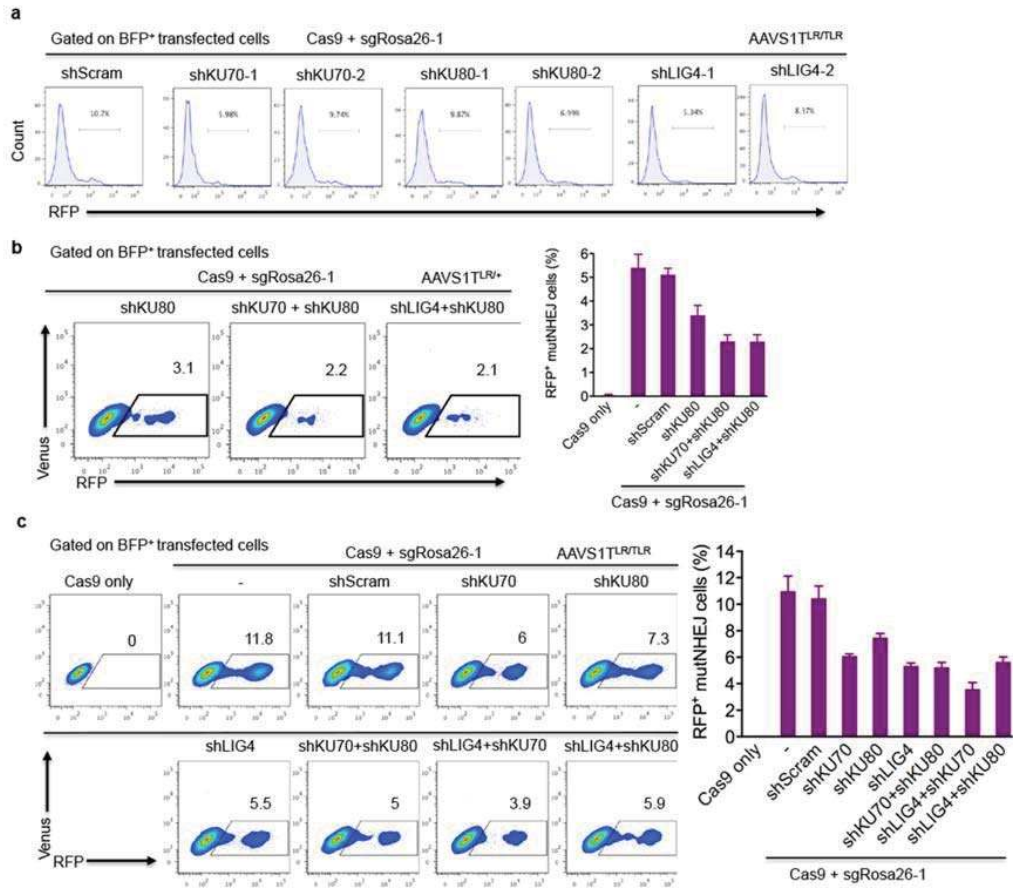 a
Gated on BFP⁺ transfected cells Cas9 + sgRosa26-1 AAVS1T^LR/TLR
shScram shKU70-1 shKU70-2 shKU80-1 shKU80-2 shLIG4-1 shLIG4-2
10.7% 5.98% 9.74% 9.87% 6.99% 5.34% 8.57%
Count
RFP
b
Gated on BFP⁺ transfected cells
Cas9 + sgRosa26-1 AAVS1T^LR/+
shKU80 shKU70 + shKU80 shLIG4+shKU80
3.1 2.2 2.1
Venus
RFP
RFP⁺ mutNHEJ cells (%)
6
5
4
3
2
1
0
Cas9 only - shScram shKU80 shKU70+shKU80 shLIG4+shKU80
Cas9 + sgRosa26-1
c
Gated on BFP⁺ transfected cells
Cas9 + sgRosa26-1 AAVS1T^LR/TLR
Cas9 only - shScram shKU70 shKU80
0 11.8 11.1 6 7.3
shLIG4 shKU70+shKU80 shLIG4+shKU70 shLIG4+shKU80
5.5 5 3.9 5.9
Venus
RFP
RFP⁺ mutNHEJ cells (%)
14
12
10
8
6
4
2
0
Cas9 only - shScram shKU70 shKU80 shLIG4 shKU70+shKU80 shLIG4+shKU70 shLIG4+shKU80
Cas9 + sgRosa26-1